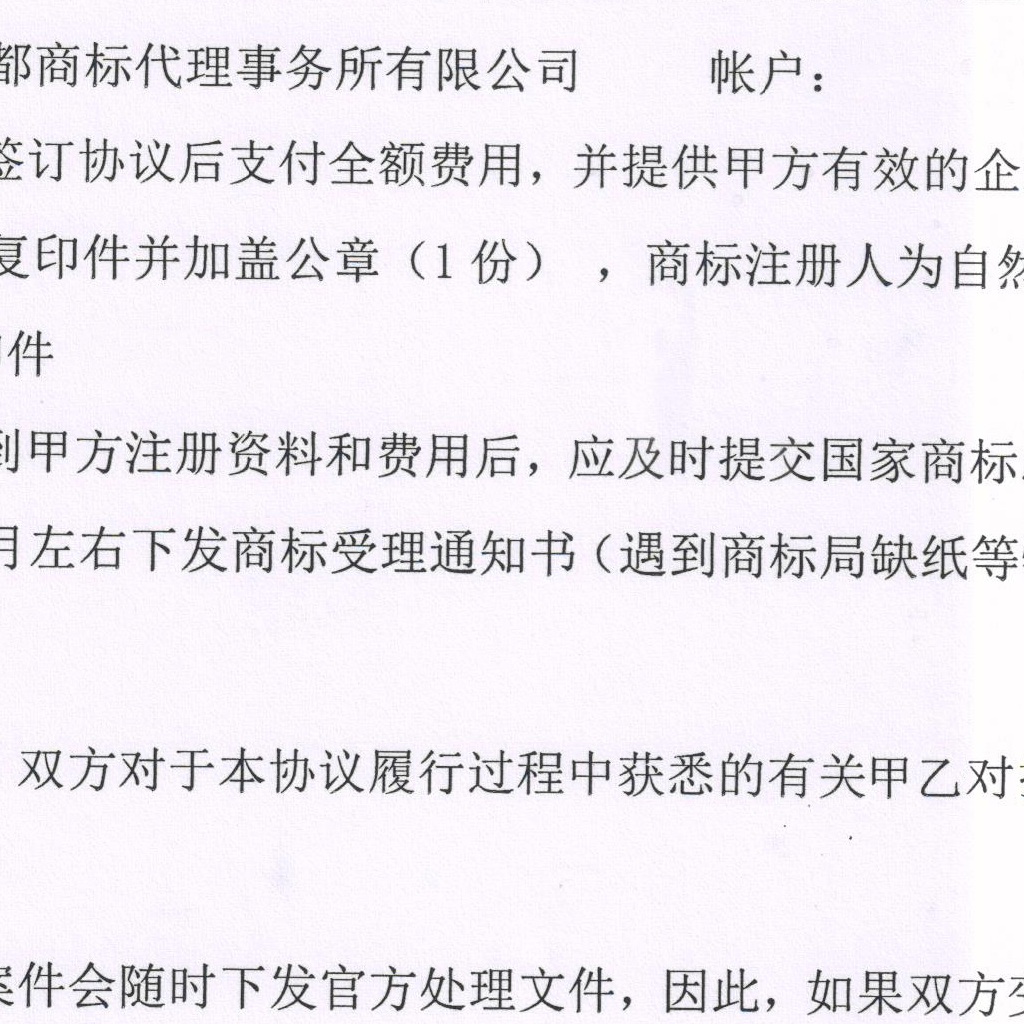 都商标代理事务所有限公司 帐户：
签订协议后支付全额费用，并提供甲方有效的企
复印件并加盖公章（1 份） ，商标注册人为自然
件
到甲方注册资料和费用后，应及时提交国家商标
月左右下发商标受理通知书（遇到商标局缺纸等
双方对于本协议履行过程中获悉的有关甲乙对
案件会随时下发官方处理文件，因此，如果双方